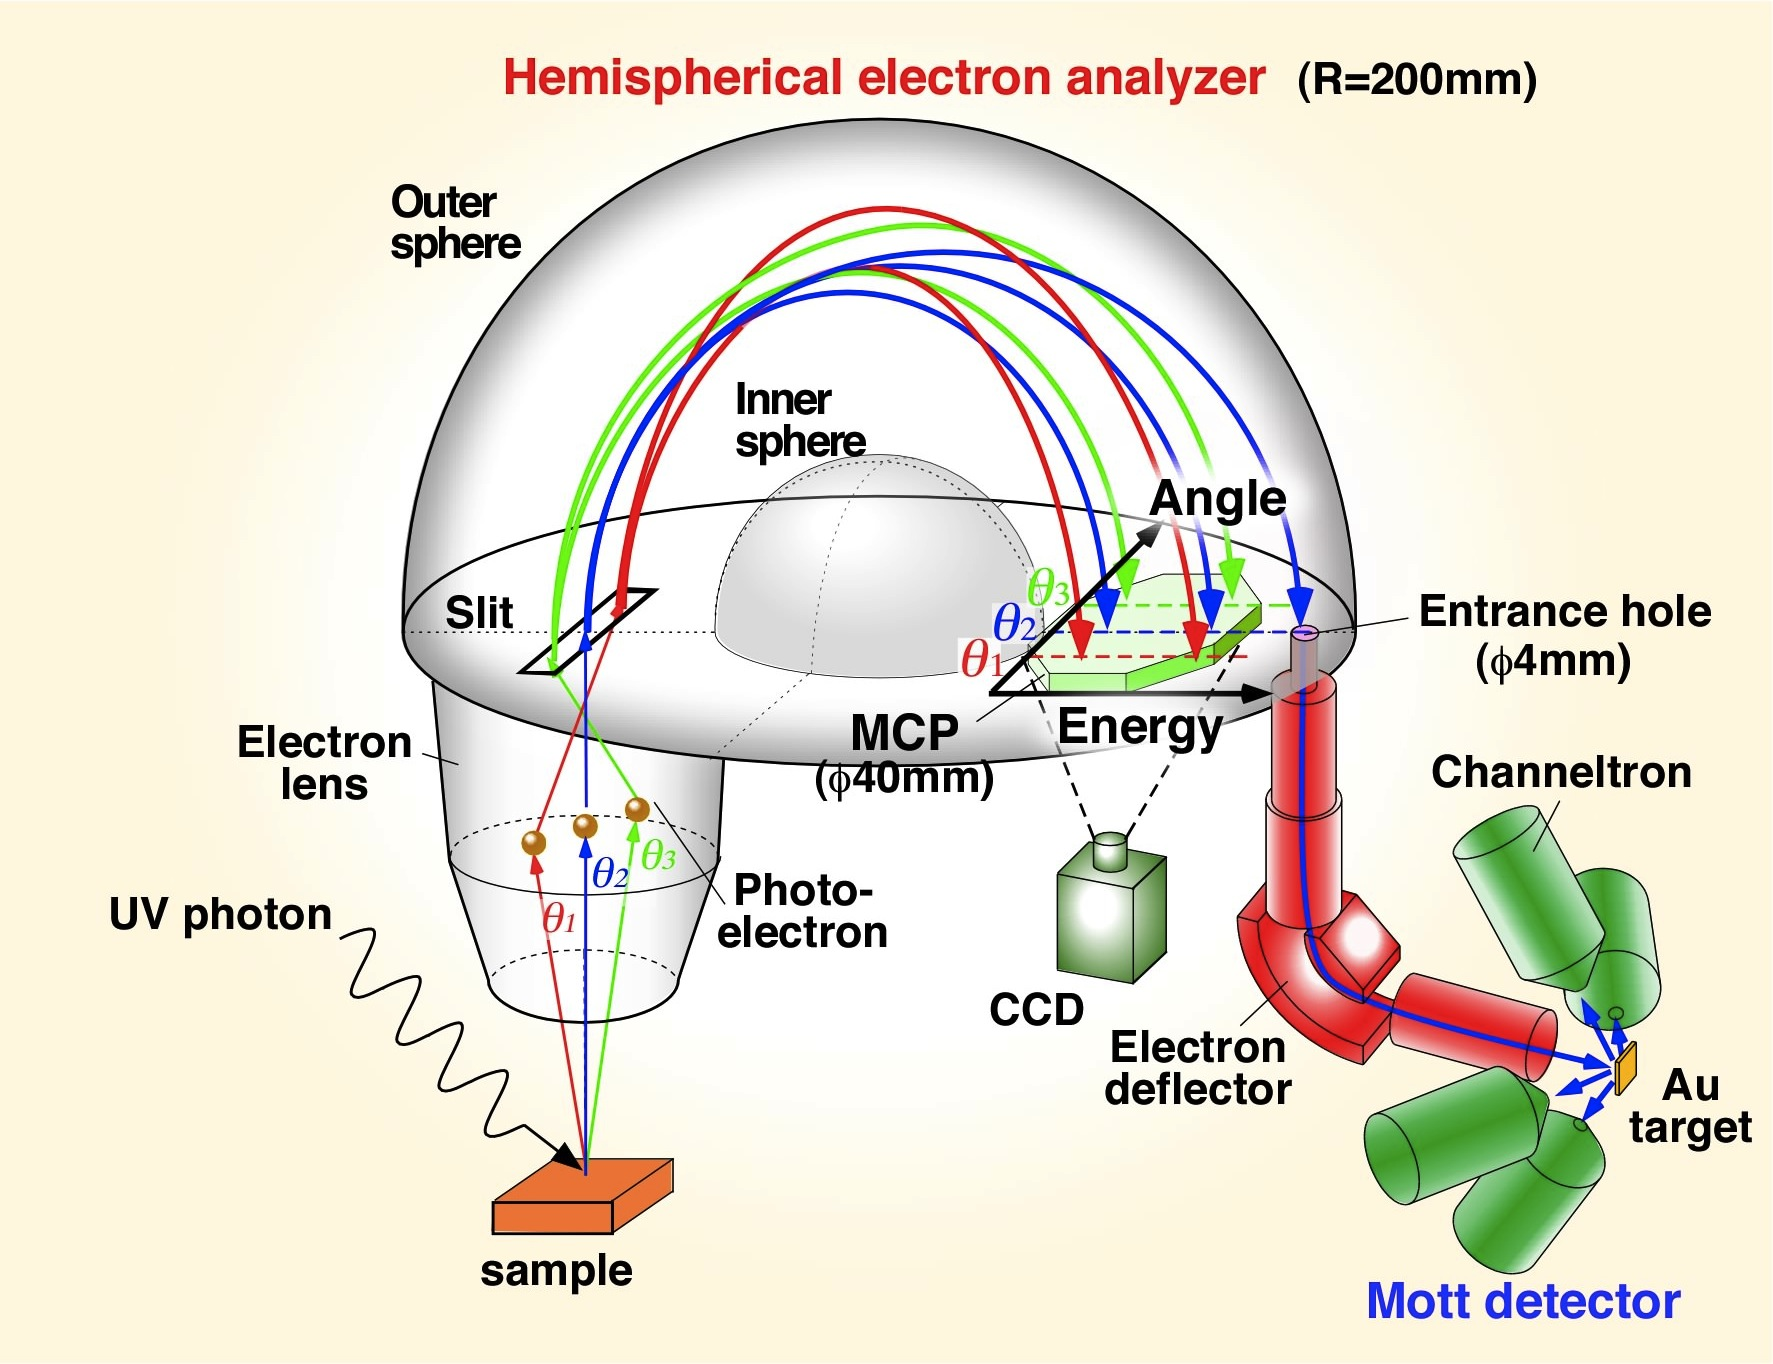 Hemispherical electron analyzer (R=200mm)
Outer
sphere
Inner
sphere
Angle
Slit
θ3
θ2
θ1
Entrance hole
(ϕ4mm)
MCP
(ϕ40mm)
Energy
Electron
lens
Channeltron
θ1
θ2
θ3
Photo-
electron
UV photon
CCD
Electron
deflector
Au
target
sample
Mott detector